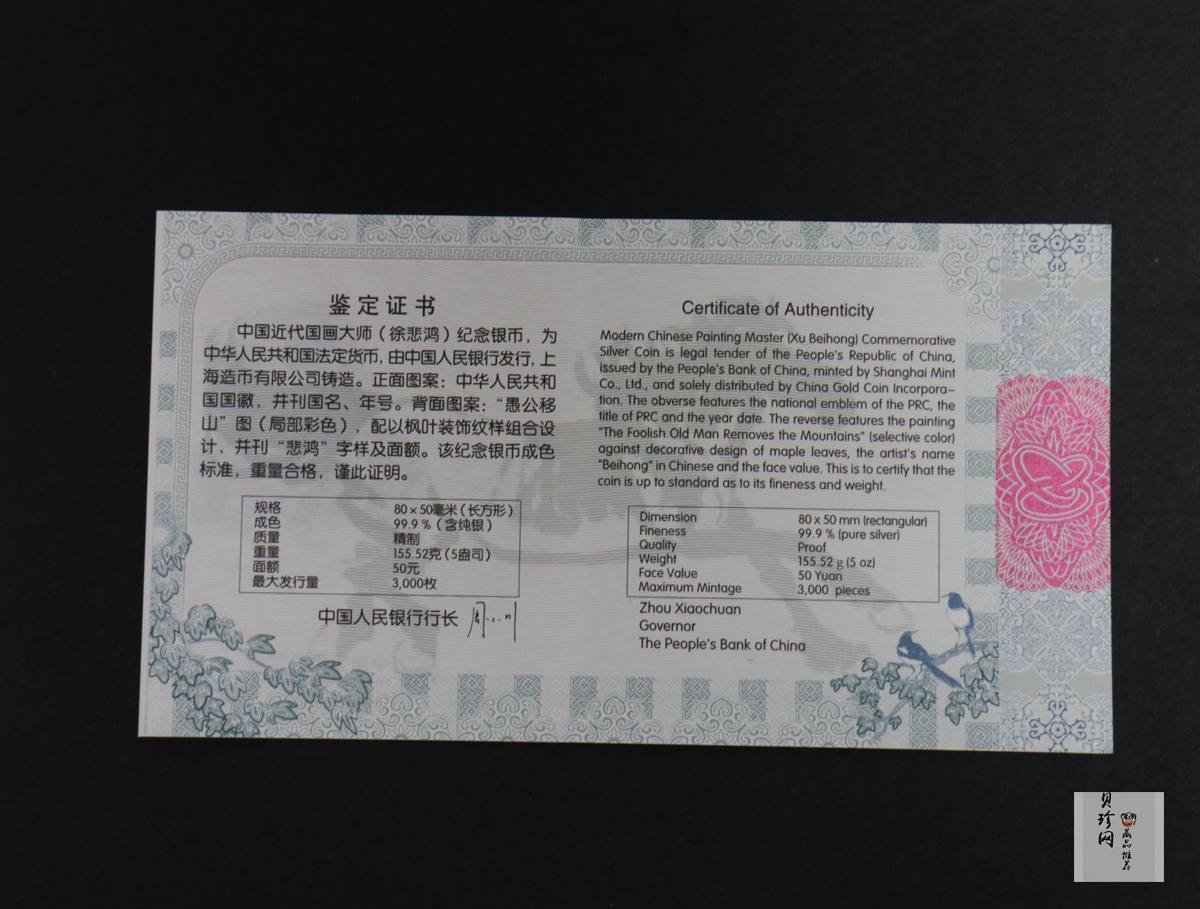 鉴定证书
中国近代国画大师（徐悲鸿）纪念银币，为
中华人民共和国法定货币，由中国人民银行发行，上
海造币有限公司铸造。正面图案：中华人民共和
国国徽，并刊国名、年号。背面图案：“愚公移
山”图（局部彩色），配以枫叶装饰纹样组合设
计，并刊“悲鸿”字样及面额。该纪念银币成色
标准，重量合格，谨此证明。
规格 80×50毫米（长方形）
成色 99.9％（含纯银）
质量 精制
重量 155.52克（5盎司）
面额 50元
最大发行量 3,000枚
中国人民银行行长
Certificate of Authenticity
Modern Chinese Painting Master (Xu Beihong) Commemorative
Silver Coin is legal tender of the People's Republic of China,
issued by the People's Bank of China, minted by Shanghai Mint
Co., Ltd., and solely distributed by China Gold Coin Incorpora-
tion. The obverse features the national emblem of the PRC, the
title of PRC and the year date. The reverse features the painting
"The Foolish Old Man Removes the Mountains" (selective color)
against decorative design of maple leaves, the artist's name
"Beihong" in Chinese and the face value. This is to certify that the
coin is up to standard as to its fineness and weight.
Dimension 80 x 50 mm (rectangular)
Fineness 99.9 % (pure silver)
Quality Proof
Weight 155.52 g (5 oz)
Face Value 50 Yuan
Maximum Mintage 3,000 pieces
Zhou Xiaochuan
Governor
The People's Bank of China
贝珍网
藏品推荐